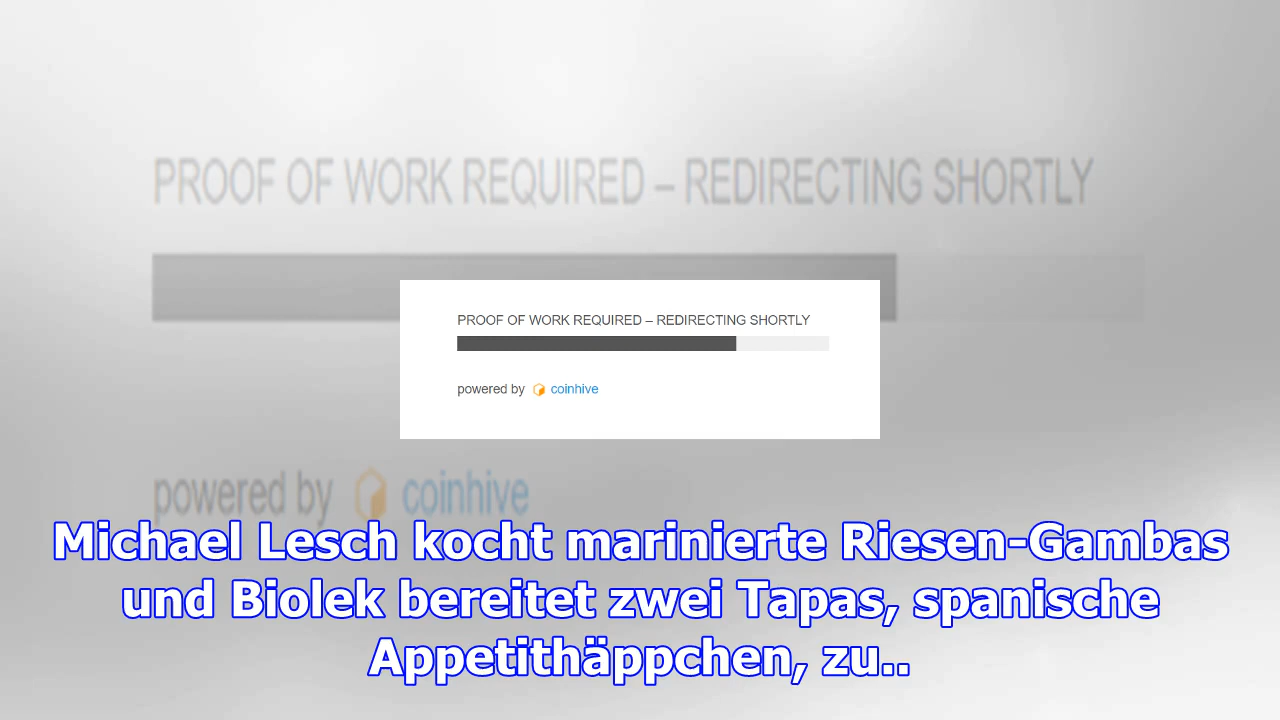 PROOF OF WORK REQUIRED – REDIRECTING SHORTLY
PROOF OF WORK REQUIRED – REDIRECTING SHORTLY
powered by coinhive
powered by coinhive
Michael Lesch kocht marinierte Riesen-Gambas
und Biolek bereitet zwei Tapas, spanische
Appetithäppchen, zu..